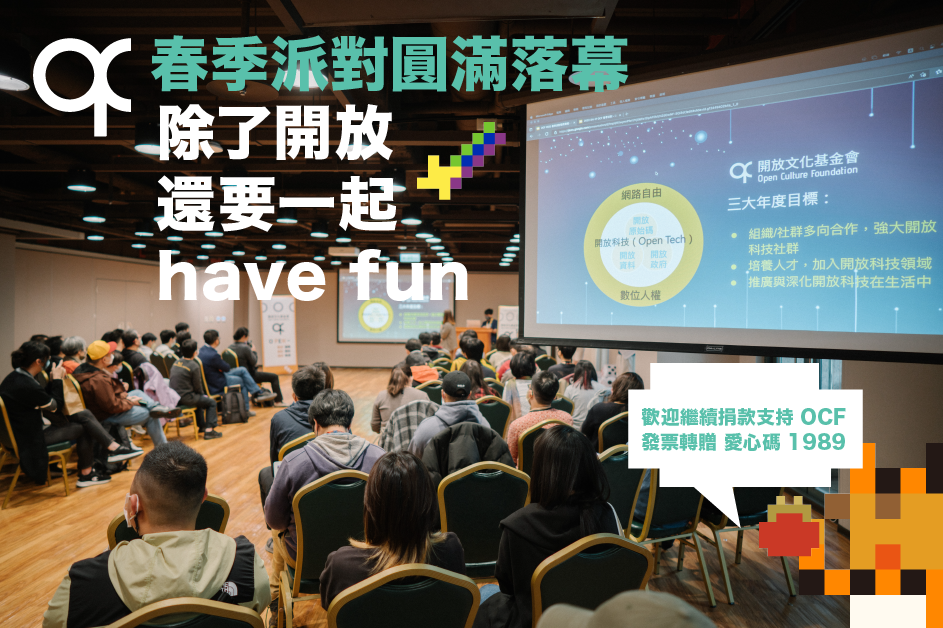 春季派對圓滿落幕
除了開放
還要一起
have fun
開放文化基金會
Open Culture Foundation
三大年度目標：
組織/社群多向合作，強大開放
科技社群
培養人才，加入開放科技領域
推廣與深化開放科技在生活中
網路自由
開放
原始碼
開放科技（Open Tech）
開放
資料
開放
政府
數位人權
歡迎繼續捐款支持 OCF
發票轉贈 愛心碼 1989